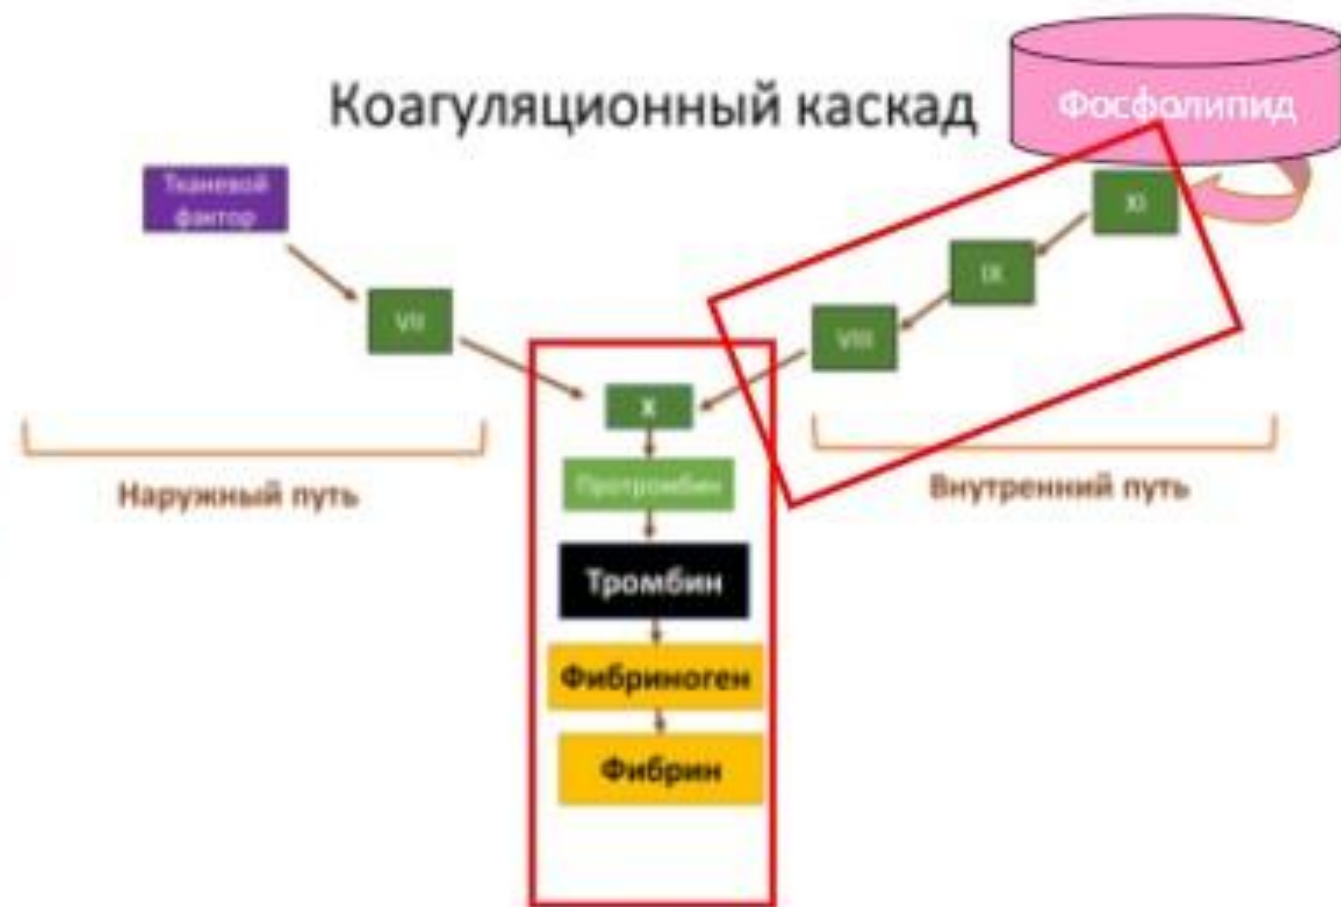 Коагуляционный каскад
Фосфолипид
Тканевой
фактор
XI
IX
VII
VIII
X
Протромбин
Наружный путь
Внутренний путь
Тромбин
Фибриноген
Фибрин